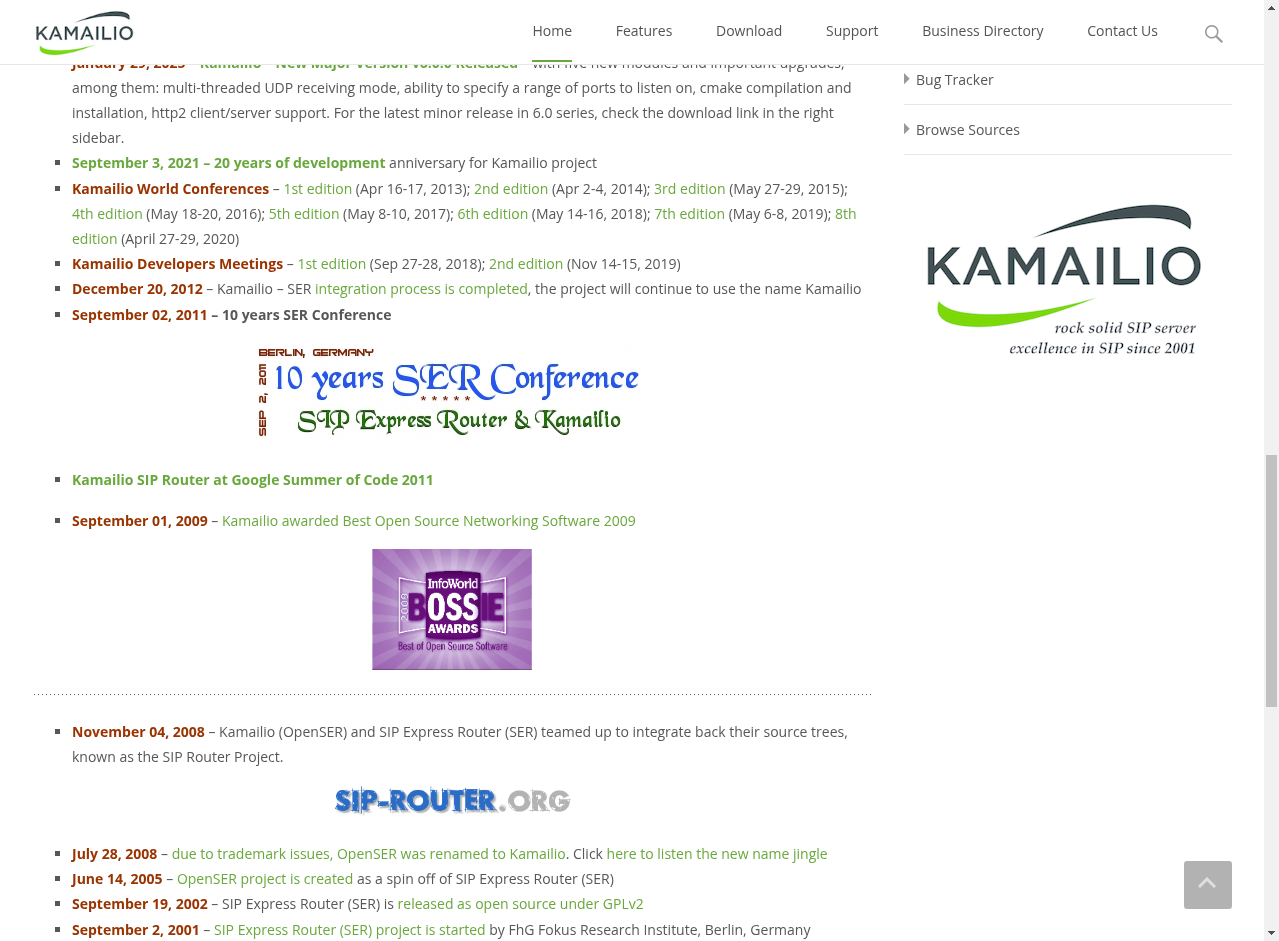 KAMAILIO
Home Features Download Support Business Directory Contact Us
January 29, 2025 – Kamailio – New Major Version v6.0.0 Released – with five new modules and important upgrades,
among them: multi-threaded UDP receiving mode, ability to specify a range of ports to listen on, cmake compilation and
installation, http2 client/server support. For the latest minor release in 6.0 series, check the download link in the right
sidebar.
September 3, 2021 – 20 years of development anniversary for Kamailio project
Kamailio World Conferences – 1st edition (Apr 16-17, 2013); 2nd edition (Apr 2-4, 2014); 3rd edition (May 27-29, 2015);
4th edition (May 18-20, 2016); 5th edition (May 8-10, 2017); 6th edition (May 14-16, 2018); 7th edition (May 6-8, 2019); 8th
edition (April 27-29, 2020)
Kamailio Developers Meetings – 1st edition (Sep 27-28, 2018); 2nd edition (Nov 14-15, 2019)
December 20, 2012 – Kamailio – SER integration process is completed, the project will continue to use the name Kamailio
September 02, 2011 – 10 years SER Conference
BERLIN, GERMANY
SEP 2, 2011
10 years SER Conference
* * * * *
SIP Express Router & Kamailio
Kamailio SIP Router at Google Summer of Code 2011
September 01, 2009 – Kamailio awarded Best Open Source Networking Software 2009
InfoWorld
2009
BOSSIE
AWARDS
Best of Open Source Software
November 04, 2008 – Kamailio (OpenSER) and SIP Express Router (SER) teamed up to integrate back their source trees,
known as the SIP Router Project.
SIP-ROUTER.ORG
July 28, 2008 – due to trademark issues, OpenSER was renamed to Kamailio. Click here to listen the new name jingle
June 14, 2005 – OpenSER project is created as a spin off of SIP Express Router (SER)
September 19, 2002 – SIP Express Router (SER) is released as open source under GPLv2
September 2, 2001 – SIP Express Router (SER) project is started by FhG Fokus Research Institute, Berlin, Germany
Bug Tracker
Browse Sources
KAMAILIO
rock solid SIP server
excellence in SIP since 2001